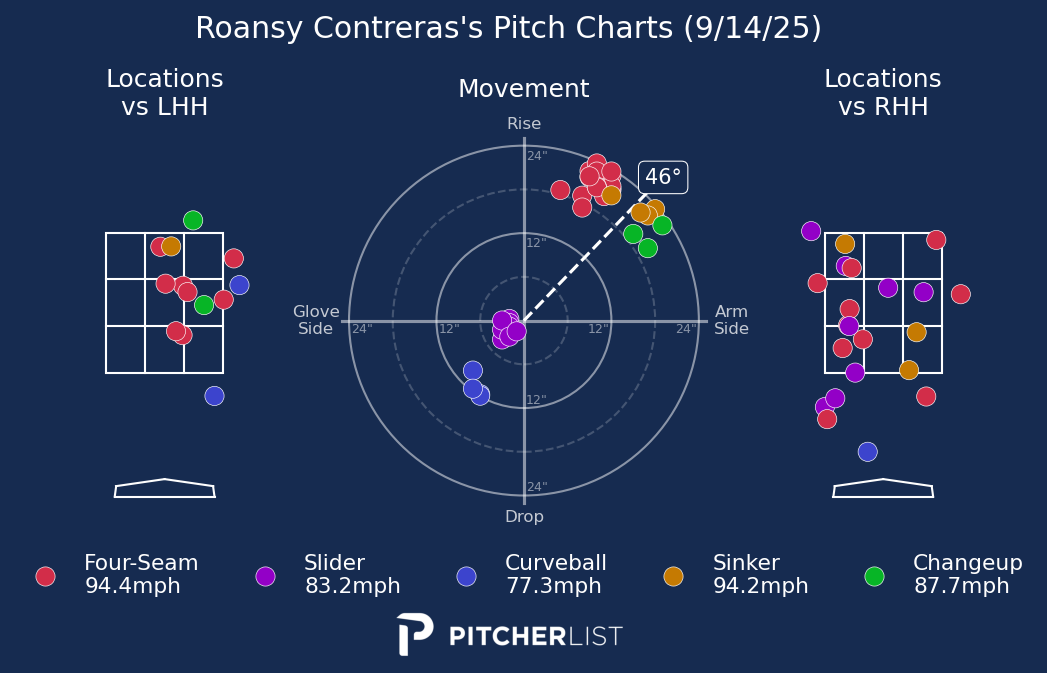 Roansy Contreras's Pitch Charts (9/14/25)
Locations
vs LHH
Movement
Locations
vs RHH
Rise
24"
46°
12"
Glove
Side
24"
12"
12"
24"
Arm
Side
12"
24"
Drop
Four-Seam
94.4mph
Slider
83.2mph
Curveball
77.3mph
Sinker
94.2mph
Changeup
87.7mph
PITCHERLIST